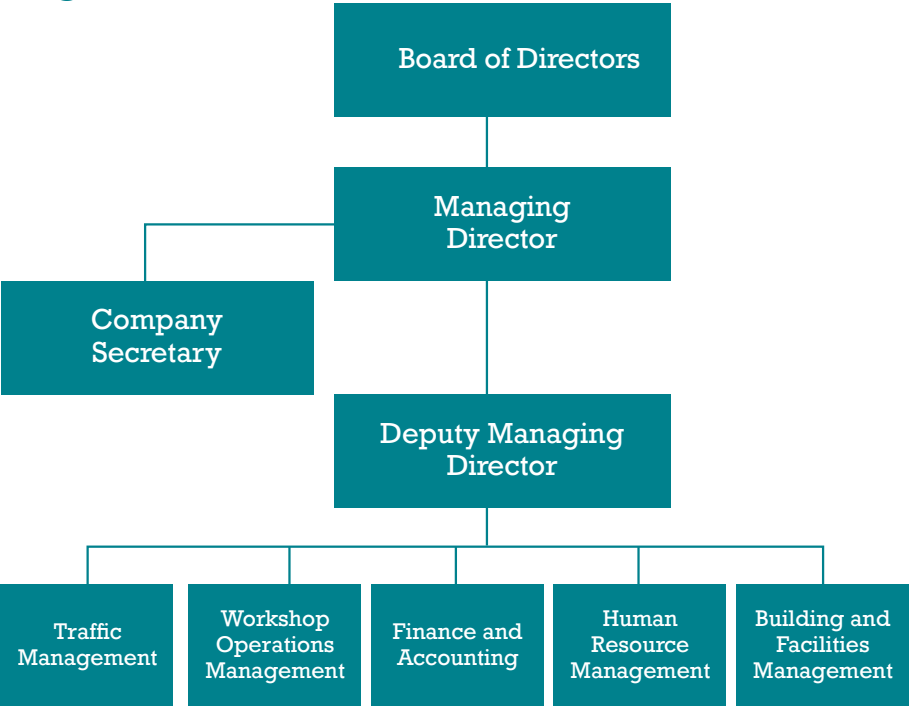 Board of Directors
Managing
Director
Company
Secretary
Deputy Managing
Director
Traffic
Management
Workshop
Operations
Management
Finance and
Accounting
Human
Resource
Management
Building and
Facilities
Management